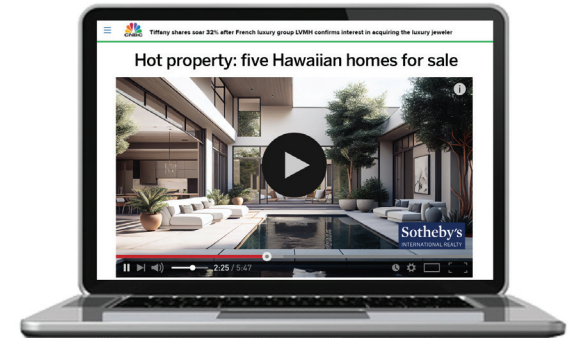 CNBC
Tiffany shares soar 32% after French luxury group LVMH confirms interest in acquiring the luxury jeweler
Hot property: five Hawaiian homes for sale
i
Sotheby's
INTERNATIONAL REALTY
2:25 / 5:47